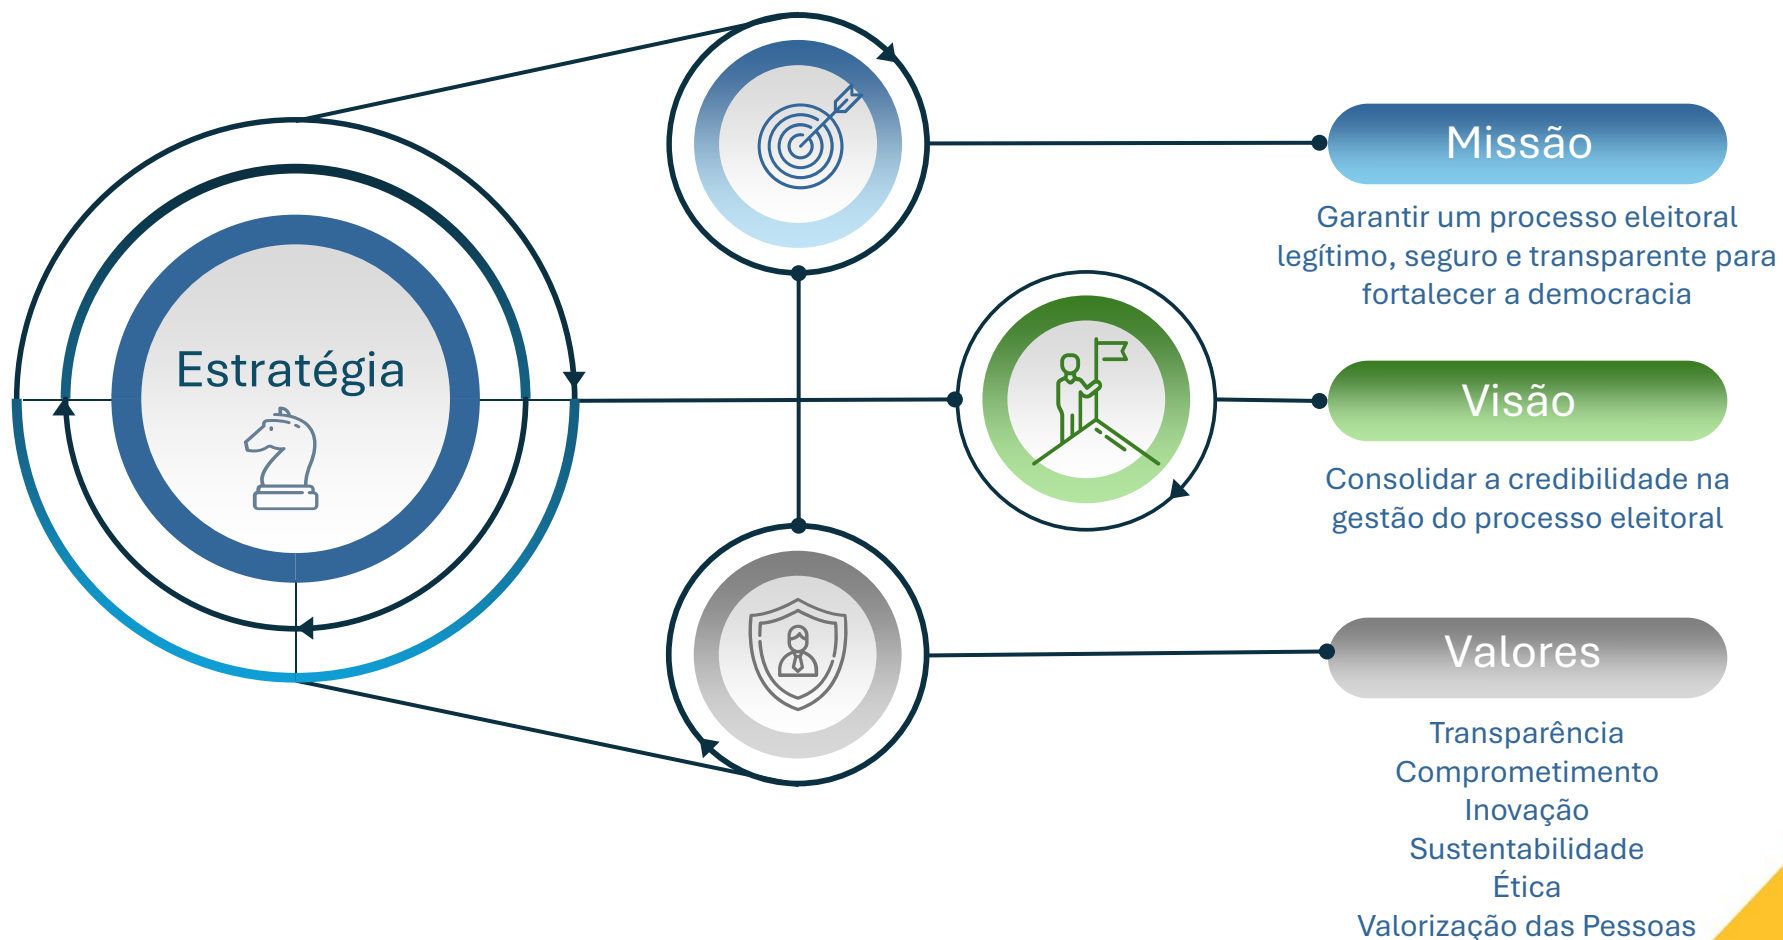 Estratégia
Missão
Garantir um processo eleitoral
legítimo, seguro e transparente para
fortalecer a democracia
Visão
Consolidar a credibilidade na
gestão do processo eleitoral
Valores
Transparência
Comprometimento
Inovação
Sustentabilidade
Ética
Valorização das Pessoas